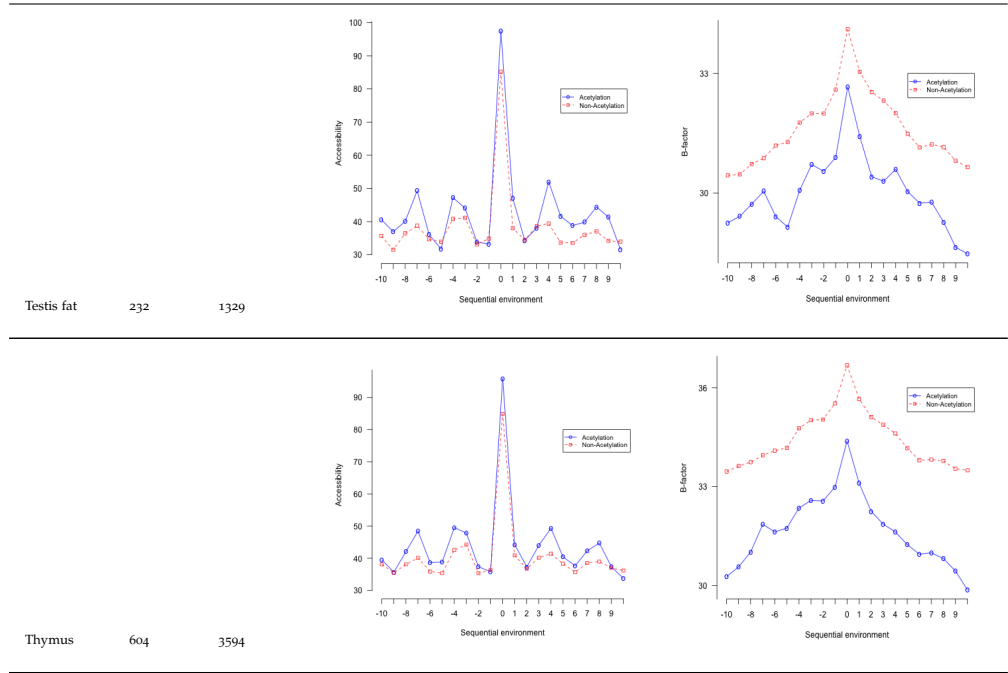 100
90
80
70
60
50
40
30
Accessibility
Acetylation
Non-Acetylation
-10 -8 -6 -4 -2 0 1 2 3 4 5 6 7 8 9
Sequential environment
33
30
B-factor
Acetylation
Non-Acetylation
-10 -8 -6 -4 -2 0 1 2 3 4 5 6 7 8 9
Sequential environment
Testis fat 232 1329
90
80
70
60
50
40
30
Accessibility
Acetylation
Non-Acetylation
-10 -8 -6 -4 -2 0 1 2 3 4 5 6 7 8 9
Sequential environment
36
33
30
B-factor
Acetylation
Non-Acetylation
-10 -8 -6 -4 -2 0 1 2 3 4 5 6 7 8 9
Sequential environment
Thymus 604 3594